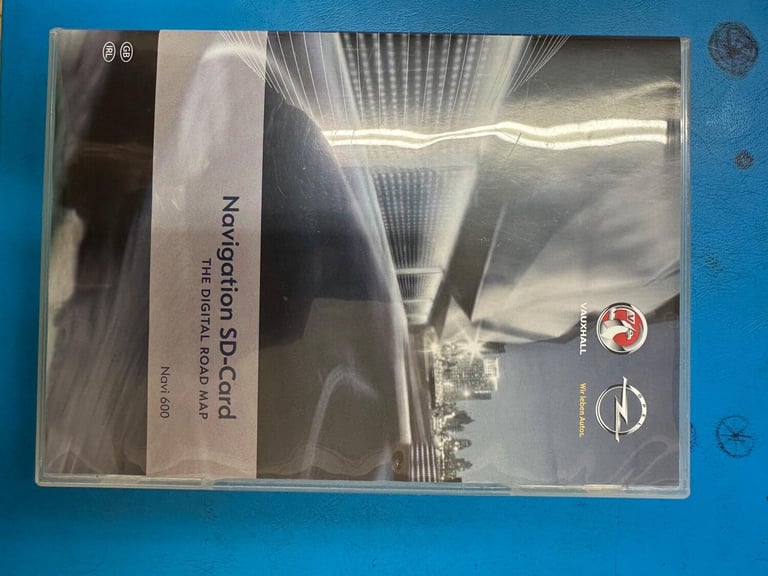 VAUXHALL
Wir leben Autos.
Navigation SD-Card
THE DIGITAL ROAD MAP
Navi 600
GB
IRL